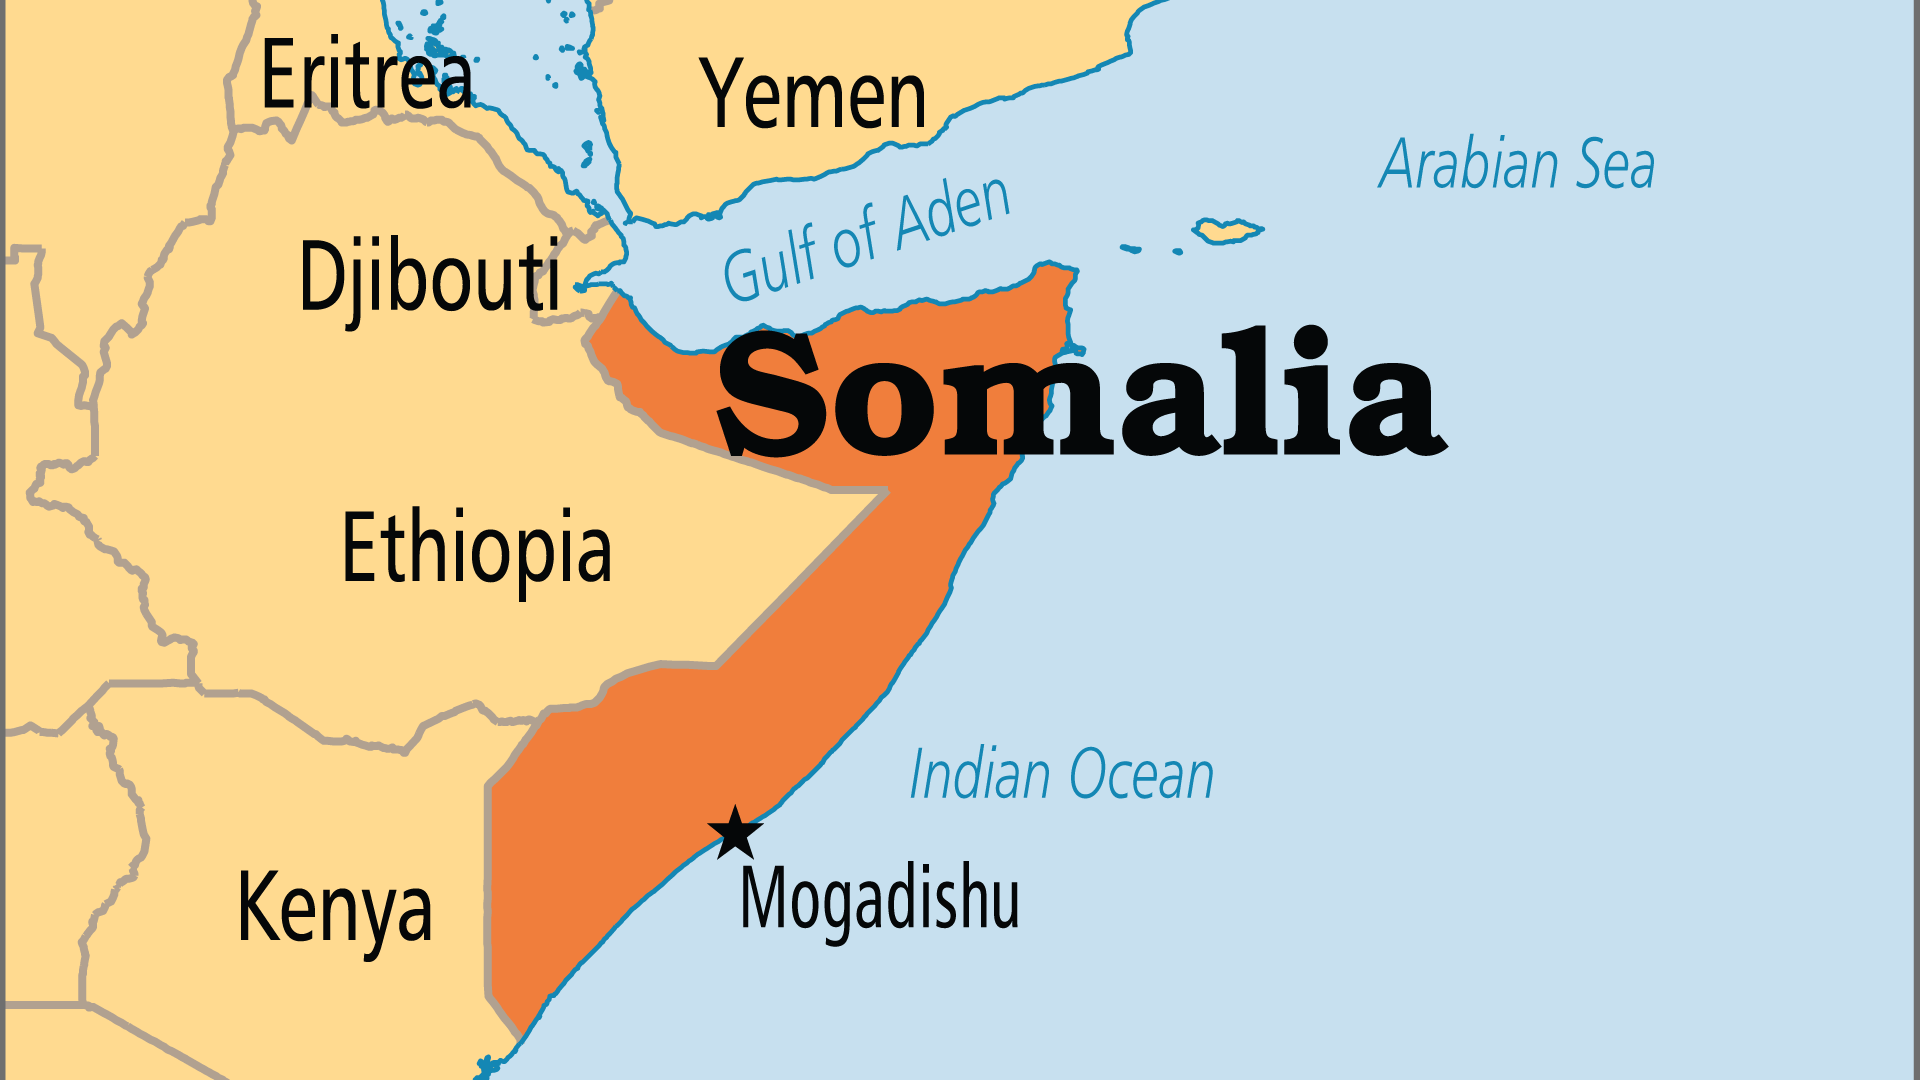 Eritrea
Yemen
Arabian Sea
Gulf of Aden
Djibouti
Somalia
Ethiopia
Indian Ocean
Kenya
Mogadishu